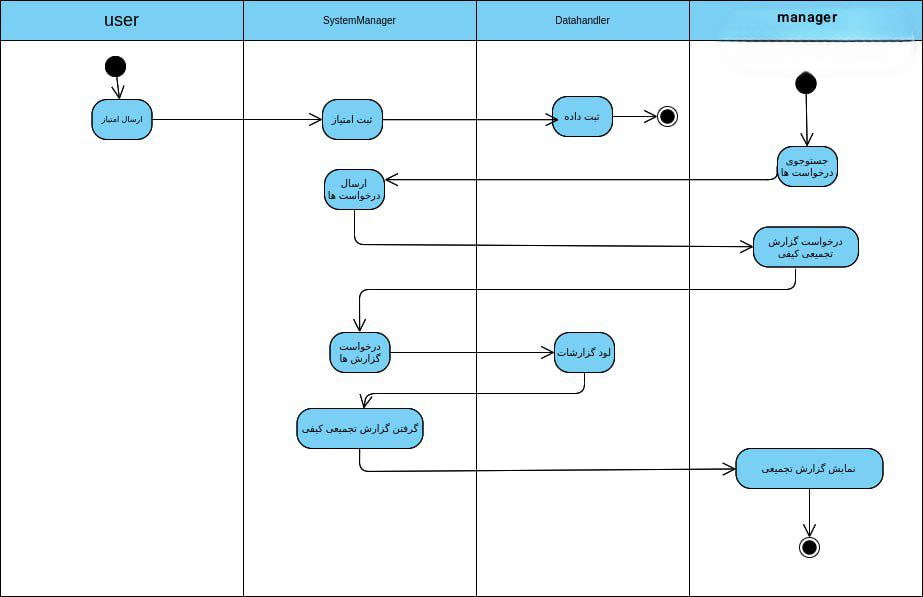 user
SystemManager
Datahandler
manager
ارسال امتیاز
ثبت امتیاز
ثبت داده
جستوجوی
درخواست ها
ارسال
درخواست ها
درخواست گزارش
تجمیعی کیفی
درخواست
گزارش ها
لود گزارشات
گرفتن گزارش تجمیعی کیفی
نمایش گزارش تجمیعی